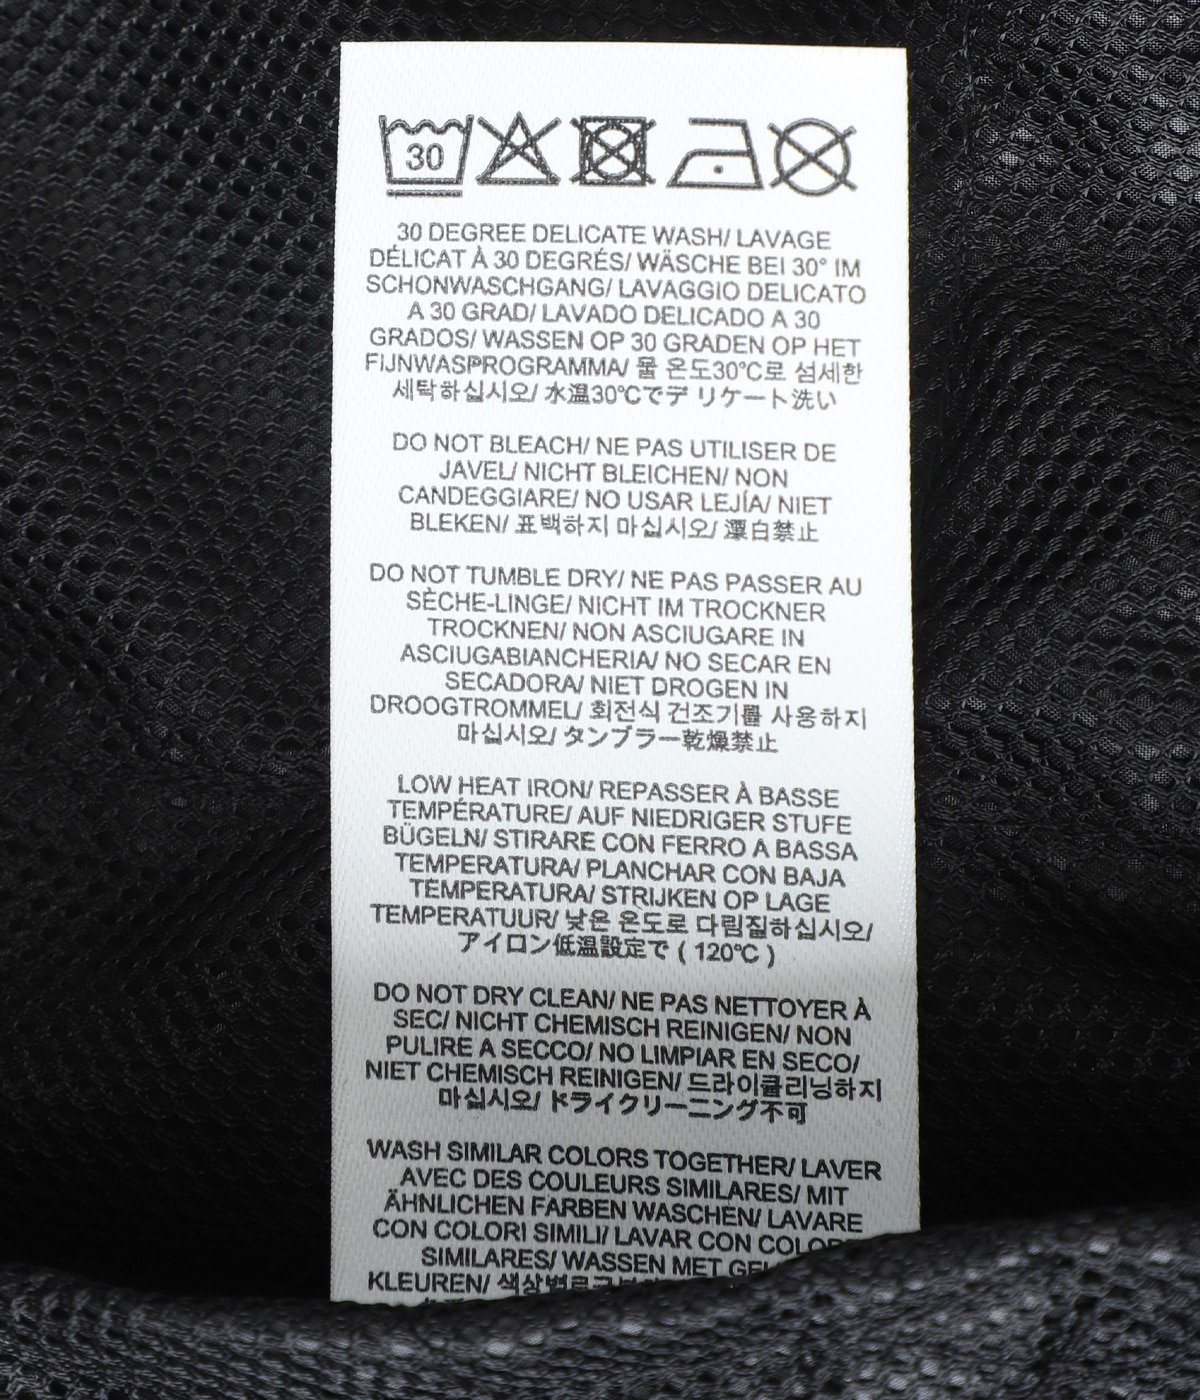 30
30 DEGREE DELICATE WASH/ LAVAGE
DÉLICAT À 30 DEGRÉS/ WÄSCHE BEI 30° IM
SCHONWASCHGANG/ LAVAGGIO DELICATO
A 30 GRAD/ LAVADO DELICADO A 30
GRADOS/ WASSEN OP 30 GRADEN OP HET
FIJNWASPROGRAMMA/ 물 온도30℃로 섬세한
세탁하십시오/ 水温30℃でデ リケート洗い
DO NOT BLEACH/ NE PAS UTILISER DE
JAVEL/ NICHT BLEICHEN/ NON
CANDEGGIARE/ NO USAR LEJÍA/ NIET
BLEKEN/ 표백하지 마십시오/ 漂白禁止
DO NOT TUMBLE DRY/ NE PAS PASSER AU
SÈCHE-LINGE/ NICHT IM TROCKNER
TROCKNEN/ NON ASCIUGARE IN
ASCIUGABIANCHERIA/ NO SECAR EN
SECADORA/ NIET DROGEN IN
DROOGTROMMEL/ 회전식 건조기를 사용하지
마십시오/ タンブラー乾燥禁止
LOW HEAT IRON/ REPASSER À BASSE
TEMPÉRATURE/ AUF NIEDRIGER STUFE
BÜGELN/ STIRARE CON FERRO A BASSA
TEMPERATURA/ PLANCHAR CON BAJA
TEMPERATURA/ STRIJKEN OP LAGE
TEMPERATUUR/ 낮은 온도로 다림질하십시오/
アイロン低温設定で ( 120℃ )
DO NOT DRY CLEAN/ NE PAS NETTOYER À
SEC/ NICHT CHEMISCH REINIGEN/ NON
PULIRE A SECCO/ NO LIMPIAR EN SECO/
NIET CHEMISCH REINIGEN/ 드라이클리닝하지
마십시오/ ドライクリーニング不可
WASH SIMILAR COLORS TOGETHER/ LAVER
AVEC DES COULEURS SIMILARES/ MIT
ÄHNLICHEN FARBEN WASCHEN/ LAVARE
CON COLORI SIMILI/ LAVAR CON
SIMILARES/ WASSEN MET
KLEUREN/